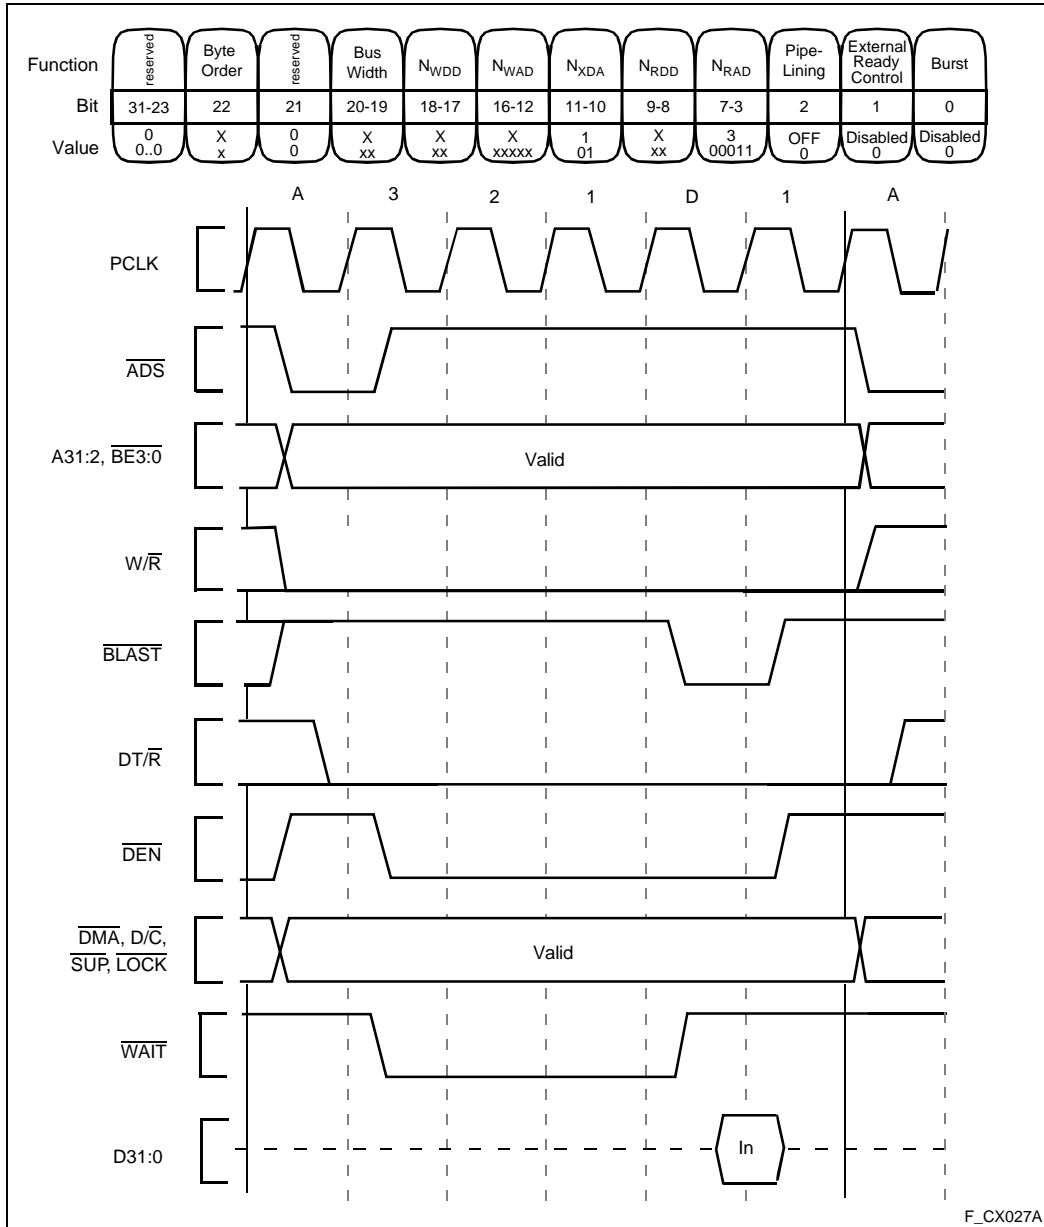 Function reserved Byte Order reserved Bus Width NWDD NWAD NXDA NRDD NRAD Pipe-Lining External Ready Control Burst
Bit 31-23 22 21 20-19 18-17 16-12 11-10 9-8 7-3 2 1 0
Value 0 X 0 X X X 1 X 3 OFF Disabled Disabled
0..0 x 0 xx xx xxxxx 01 xx 00011 0 0 0
A 3 2 1 D 1 A
PCLK
ADS
A31:2, BE3:0 Valid
W/R
BLAST
DT/R
DEN
DMA, D/C,
SUP, LOCK
Valid
WAIT
D31:0 In
F_CX027A